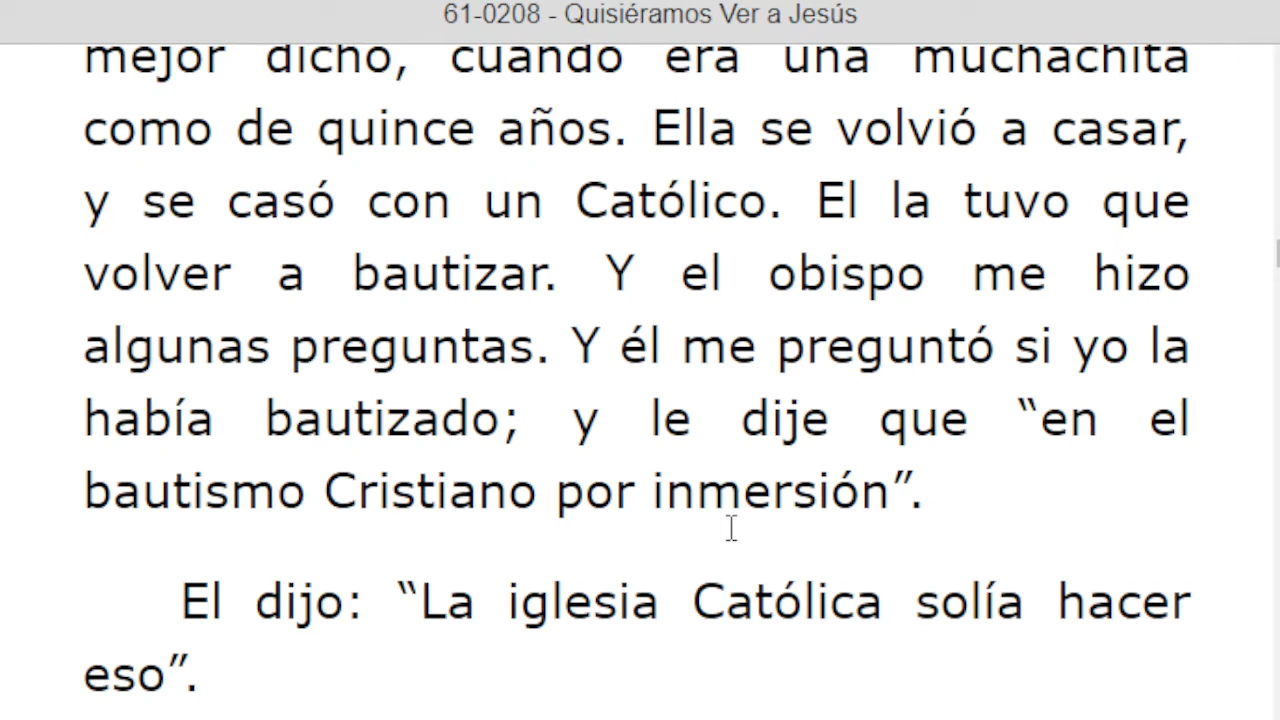 61-0208 - Quisiéramos Ver a Jesús
mejor dicho, cuando era una muchachita
como de quince años. Ella se volvió a casar,
y se casó con un Católico. El la tuvo que
volver a bautizar. Y el obispo me hizo
algunas preguntas. Y él me preguntó si yo la
había bautizado; y le dije que “en el
bautismo Cristiano por inmersión”.
El dijo: “La iglesia Católica solía hacer
eso”.